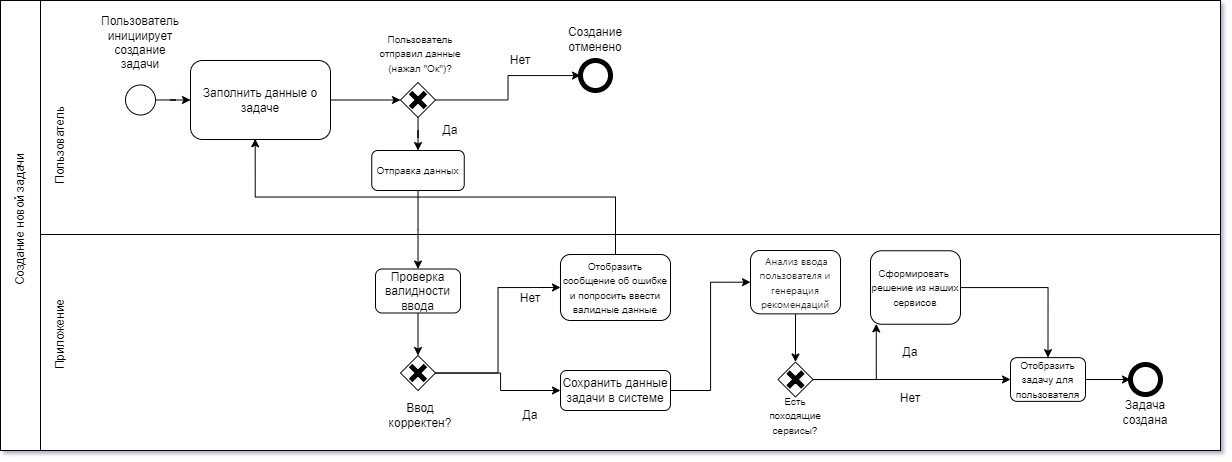 Создание новой задачи
Пользователь
Пользователь
инициирует
создание
задачи
Заполнить данные о
задаче
Пользователь
отправил данные
(нажал "Ок")?
Нет
Создание
отменено
Да
Отправка данных
Приложение
Проверка
валидности
ввода
Ввод
корректен?
Нет
Отобразить
сообщение об ошибке
и попросить ввести
валидные данные
Да
Сохранить данные
задачи в системе
Анализ ввода
пользователя и
генерация
рекомендаций
Есть
походящие
сервисы?
Да
Сформировать
решение из наших
сервисов
Нет
Отобразить
задачу для
пользователя
Задача
создана